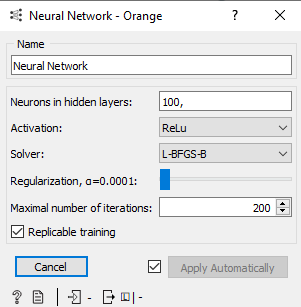 Neural Network - Orange
Name
Neural Network
Neurons in hidden layers: 100,
Activation: ReLu
Solver: L-BFGS-B
Regularization, α=0.0001:
Maximal number of iterations: 200
Replicable training
Cancel Apply Automatically
? - - | -